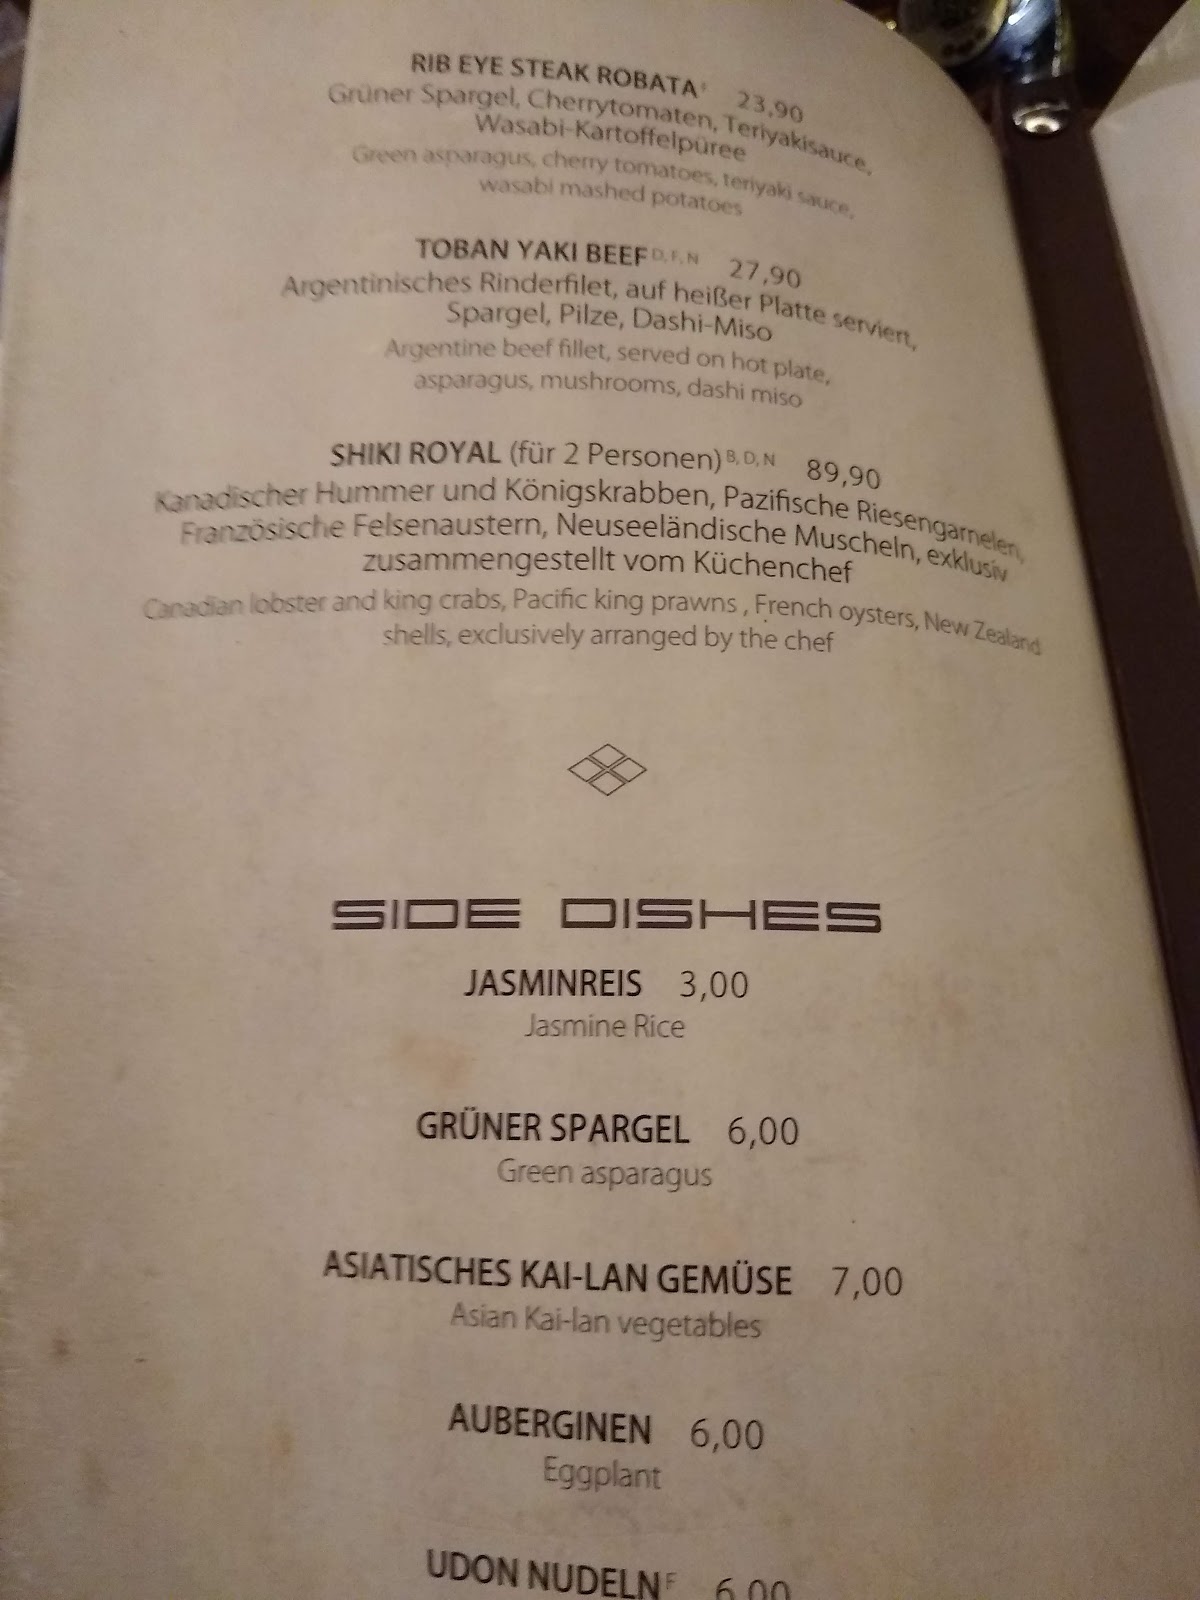 RIB EYE STEAK ROBATA F 23,90
Grüner Spargel, Cherrytomaten, Teriyakisauce,
Wasabi-Kartoffelpüree
Green asparagus, cherry tomatoes, teriyaki sauce,
wasabi mashed potatoes
TOBAN YAKI BEEF D, F, N 27,90
Argentinisches Rinderfilet, auf heißer Platte serviert,
Spargel, Pilze, Dashi-Miso
Argentine beef fillet, served on hot plate,
asparagus, mushrooms, dashi miso
SHIKI ROYAL (für 2 Personen) B, D, N 89,90
Kanadischer Hummer und Königskrabben, Pazifische Riesengarnelen,
Französische Felsenaustern, Neuseeländische Muscheln, exklusiv
zusammengestellt vom Küchenchef
Canadian lobster and king crabs, Pacific king prawns , French oysters, New Zealand
shells, exclusively arranged by the chef
SIDE DISHES
JASMINREIS 3,00
Jasmine Rice
GRÜNER SPARGEL 6,00
Green asparagus
ASIATISCHES KAI-LAN GEMÜSE 7,00
Asian Kai-lan vegetables
AUBERGINEN 6,00
Eggplant
UDON NUDELN F 6,00